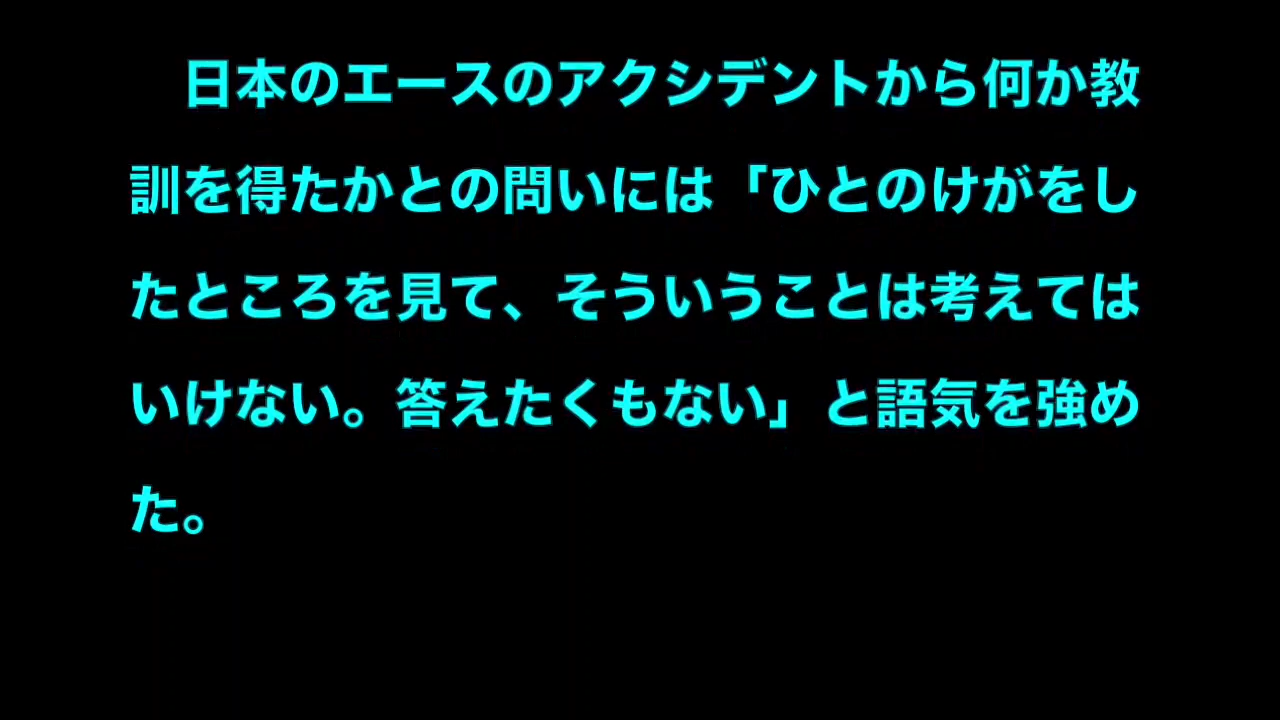 日本のエースのアクシデントから何か教
訓を得たかとの問いには「ひとのけがをし
たところを見て、そういうことは考えては
いけない。答えたくもない」と語気を強め
た。